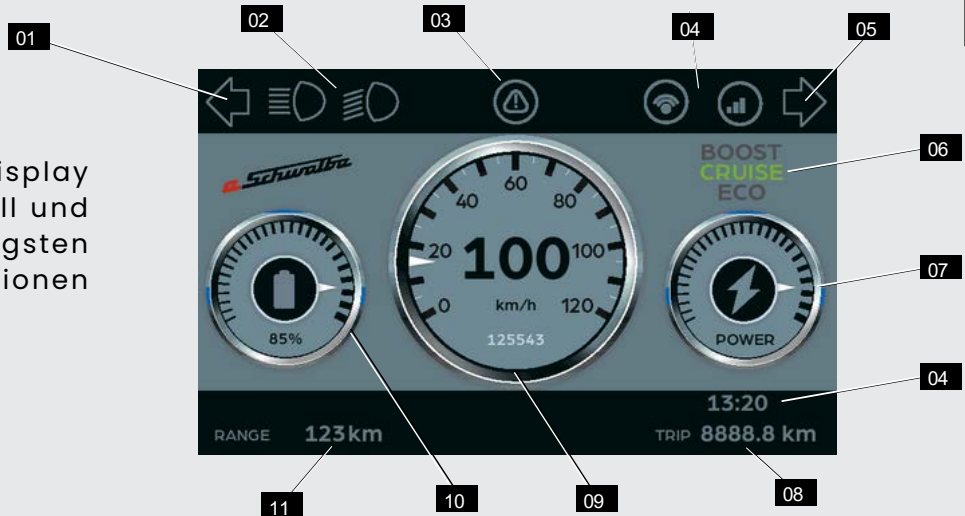 01
02
03
04
05
isplay
ll und
gsten
ionen
e.Schwalbe
BOOST
CRUISE
ECO
06
0 20 40 60 80 100 120
100
km/h
125543
85%
POWER
07
04
13:20
RANGE 123km
TRIP 8888.8 km
11
10
09
08